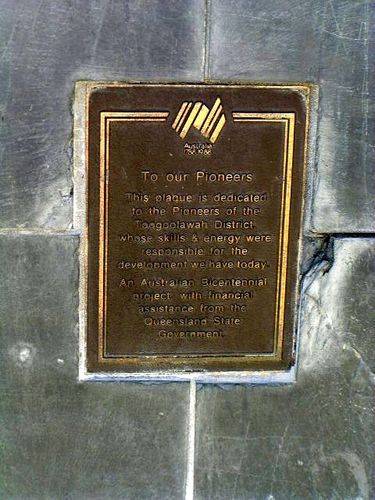 Australia
1788-1988
To our Pioneers
This plaque is dedicated
to the Pioneers of the
Toogoolawah District
whose skills & energy were
responsible for the
development we have today.
An Australian Bicentennial
project with financial
assistance from the
Queensland State
Government.